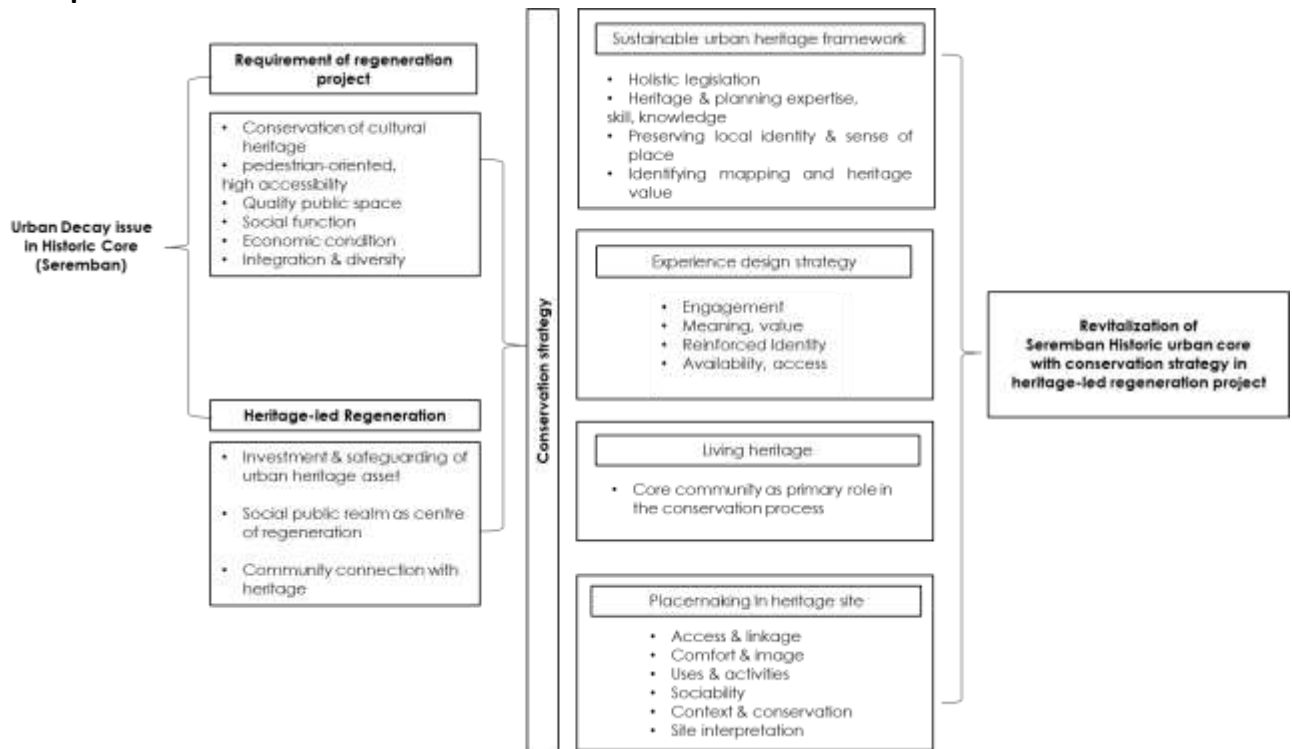 Urban Decay issue
in Historic Core
(Seremban)
Requirement of regeneration
project
• Conservation of cultural
heritage
• pedestrian-oriented,
high accessibility
• Quality public space
• Social function
• Economic condition
• Integration & diversity
Heritage-led Regeneration
• Investment & safeguarding of
urban heritage asset
• Social public realm as centre
of regeneration
• Community connection with
heritage
Conservation strategy
Sustainable urban heritage framework
• Holistic legislation
• Heritage & planning expertise,
skill, knowledge
• Preserving local identity & sense of
place
• Identifying mapping and heritage
value
Experience design strategy
• Engagement
• Meaning, value
• Reinforced Identity
• Availability, access
Living heritage
• Core community as primary role in
the conservation process
Placemaking in heritage site
• Access & linkage
• Comfort & image
• Uses & activities
• Sociability
• Context & conservation
• Site interpretation
Revitalization of
Seremban Historic urban core
with conservation strategy in
heritage-led regeneration project